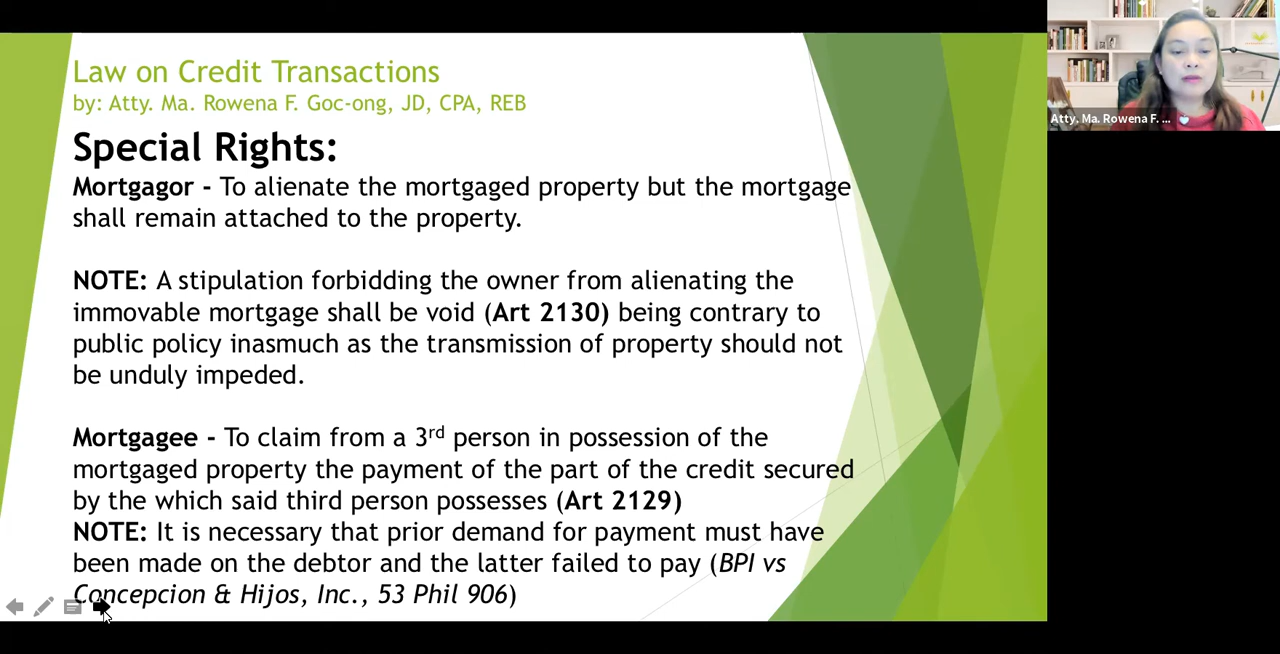 Law on Credit Transactions
by: Atty. Ma. Rowena F. Goc-ong, JD, CPA, REB
Special Rights:
Mortgagor - To alienate the mortgaged property but the mortgage
shall remain attached to the property.
NOTE: A stipulation forbidding the owner from alienating the
immovable mortgage shall be void (Art 2130) being contrary to
public policy inasmuch as the transmission of property should not
be unduly impeded.
Mortgagee - To claim from a 3rd person in possession of the
mortgaged property the payment of the part of the credit secured
by the which said third person possesses (Art 2129)
NOTE: It is necessary that prior demand for payment must have
been made on the debtor and the latter failed to pay (BPI vs
Concepcion & Hijos, Inc., 53 Phil 906)
Atty, Ma. Rowena F. ...